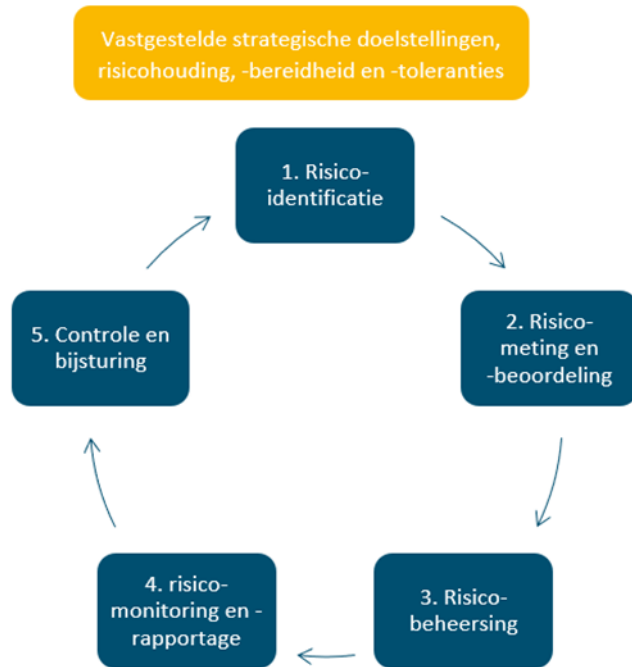 Vastgestelde strategische doelstellingen,
risicohouding, -bereidheid en -toleranties
1. Risico-
identificatie
2. Risico-
meting en
-beoordeling
3. Risico-
beheersing
4. risico-
monitoring en -
rapportage
5. Controle en
bijsturing